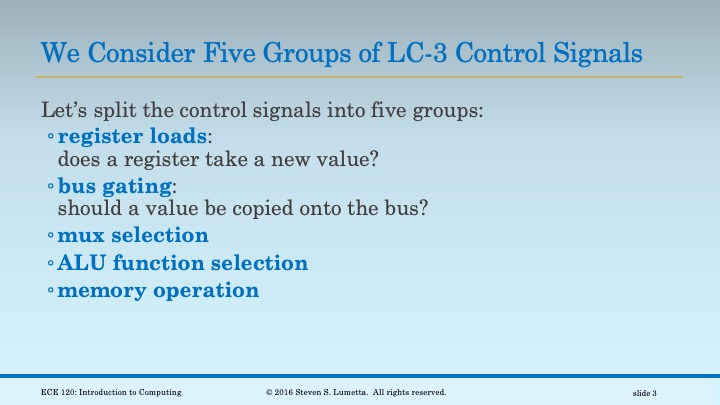 We Consider Five Groups of LC-3 Control Signals
Let’s split the control signals into five groups:
◦register loads:
does a register take a new value?
◦bus gating:
should a value be copied onto the bus?
◦mux selection
◦ALU function selection
◦memory operation
ECE 120: Introduction to Computing
© 2016 Steven S. Lumetta.  All rights reserved.
slide 3